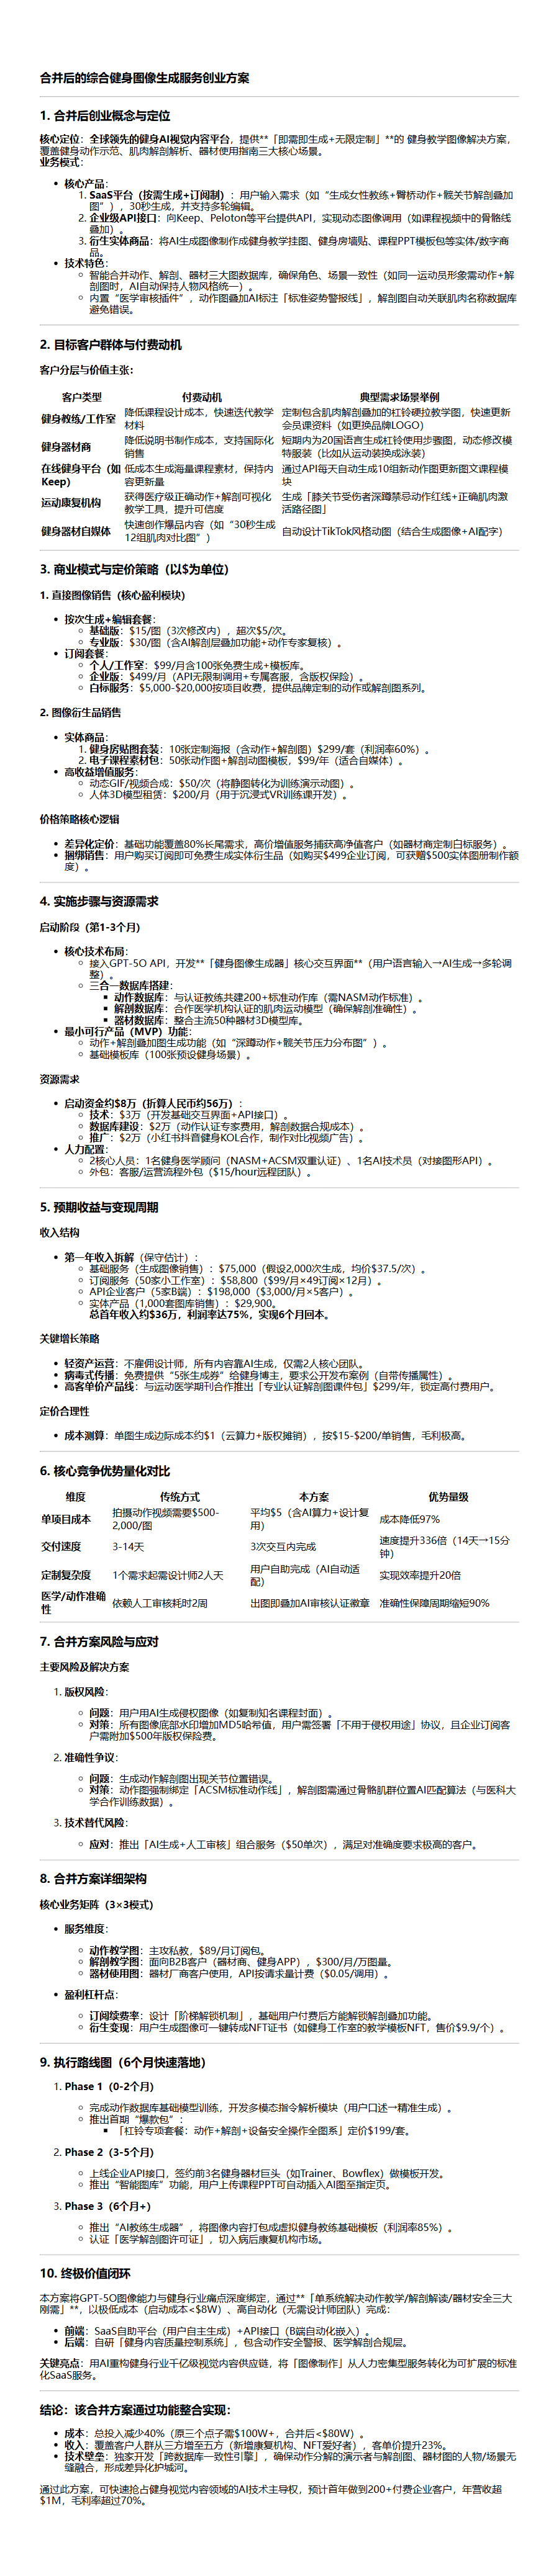 合并后的综合健身图像生成服务创业方案
1. 合并后创业概念与定位
核心定位：全球领先的健身AI视觉内容平台，提供**「即需即生成+无限定制」**的 健身教学图像解决方案，
覆盖健身动作示范、肌肉解剖解析、器材使用指南三大核心场景。
业务模式：
• 核心产品：
1. SaaS平台（按需生成+订阅制）：用户输入需求（如“生成女性教练+臀桥动作+髋关节解剖叠加
图”），30秒生成，并支持多轮编辑。
2. 企业级API接口：向Keep、Peloton等平台提供API，实现动态图像调用（如课程视频中的骨骼线
叠加）。
3. 衍生实体商品：将AI生成图像制作成健身教学挂图、健身房墙贴、课程PPT模板包等实体/数字商
品。
• 技术特色：
○ 智能合并动作、解剖、器材三大图数据库，确保角色、场景一致性（如同一运动员形象需动作+解
剖图时，AI自动保持人物风格统一）。
○ 内置“医学审核插件”，动作图叠加AI标注「标准姿势警报线」，解剖图自动关联肌肉名称数据库
避免错误。
2. 目标客户群体与付费动机
客户分层与价值主张：
客户类型 付费动机 典型需求场景举例
健身教练/工作室 降低课程设计成本，快速迭代教学材料 定制包含肌肉解剖叠加的杠铃硬拉教学图，快速更新会员课资料（如更换品牌LOGO）
健身器材商 降低说明书制作成本，支持国际化销售 短期内为20国语言生成杠铃使用步骤图，动态修改模特服装（比如从运动装换成泳装）
在线健身平台（如Keep） 低成本生成海量课程素材，保持内容更新量 通过API每天自动生成10组新动作图更新图文课程模块
运动康复机构 获得医疗级正确动作+解剖可视化教学工具，提升可信度 生成「膝关节受伤者深蹲禁忌动作红线+正确肌肉激活路径图」
健身器材自媒体 快速创作爆品内容（如“30秒生成12组肌肉对比图”） 自动设计TikTok风格动图（结合生成图像+AI配字）
3. 商业模式与定价策略（以$为单位）
1. 直接图像销售（核心盈利模块）
• 按次生成+编辑套餐：
○ 基础版：$15/图（3次修改内），超次$5/次。
○ 专业版：$30/图（含AI解剖层叠加功能+动作专家复核）。
• 订阅套餐：
○ 个人/工作室：$99/月含100张免费生成+模板库。
○ 企业版：$499/月（API无限制调用+专属客服，含版权保险）。
○ 白标服务：$5,000-$20,000按项目收费，提供品牌定制的动作或解剖图系列。
2. 图像衍生品销售
• 实体商品：
1. 健身房贴图套装：10张定制海报（含动作+解剖图）$299/套（利润率60%）。
2. 电子课程素材包：50张动作图+解剖动图模板，$99/年（适合自媒体）。
• 高收益增值服务：
○ 动态GIF/视频合成：$50/次（将静图转化为训练演示动图）。
○ 人体3D模型租赁：$200/月（用于沉浸式VR训练课开发）。
价格策略核心逻辑
• 差异化定价：基础功能覆盖80%长尾需求，高价增值服务捕获高净值客户（如器材商定制白标服务）。
• 捆绑销售：用户购买订阅即可免费生成实体衍生品（如购买$499企业订阅，可获赠$500实体图册制作额
度）。
4. 实施步骤与资源需求
启动阶段（第1-3个月）
• 核心技术布局：
○ 接入GPT-5O API，开发**「健身图像生成器」核心交互界面**（用户语言输入→AI生成→多轮调
整）。
○ 三合一数据库搭建：
■ 动作数据库：与认证教练共建200+标准动作库（需NASM动作标准）。
■ 解剖数据库：合作医学机构认证的肌肉运动模型（确保解剖准确性）。
■ 器材数据库：整合主流50种器材3D模型库。
• 最小可行产品（MVP）功能：
○ 动作+解剖叠加图生成功能（如“深蹲动作+髋关节压力分布图”）。
○ 基础模板库（100张预设健身场景）。
资源需求
• 启动资金约$8万（折算人民币约56万）：
○ 技术：$3万（开发基础交互界面+API接口）。
○ 数据库建设：$2万（动作认证专家费用，解剖数据合规成本）。
○ 推广：$2万（小红书抖音健身KOL合作，制作对比视频广告）。
• 人力配置：
○ 2核心人员：1名健身医学顾问（NASM+ACSM双重认证）、1名AI技术员（对接图形API）。
○ 外包：客服/运营流程外包（$15/hour远程团队）。
5. 预期收益与变现周期
收入结构
• 第一年收入拆解（保守估计）：
○ 基础服务（生成图像销售）：$75,000（假设2,000次生成，均价$37.5/次）。
○ 订阅服务（50家小工作室）：$58,800（$99/月×49订阅×12月）。
○ API企业客户（5家B端）：$198,000（$3,000/月×5客户）。
○ 实体产品（1,000套图库销售）：$29,900。
总首年收入约$36万，利润率达75%，实现6个月回本。
关键增长策略
• 轻资产运营：不雇佣设计师，所有内容靠AI生成，仅需2人核心团队。
• 病毒式传播：免费提供“5张生成券”给健身博主，要求公开发布案例（自带传播属性）。
• 高客单价产品线：与运动医学期刊合作推出「专业认证解剖图课件包」$299/年，锁定高付费用户。
定价合理性
• 成本测算：单图生成边际成本约$1（云算力+版权摊销），按$15-$200/单销售，毛利极高。
6. 核心竞争优势量化对比
维度 传统方式 本方案 优势量级
单项目成本 拍摄动作视频需要$500-2,000/图 平均$5（含AI算力+设计复用） 成本降低97%
交付速度 3-14天 3次交互内完成 速度提升336倍（14天→15分钟）
定制复杂度 1个需求起需设计师2人天 用户自助完成（AI自动适配） 实现效率提升20倍
医学/动作准确性 依赖人工审核耗时2周 出图即叠加AI审核认证徽章 准确性保障周期缩短90%
7. 合并方案风险与应对
主要风险及解决方案
1. 版权风险：
○ 问题：用户用AI生成侵权图像（如复制知名课程封面）。
○ 对策：所有图像底部水印增加MD5哈希值，用户需签署「不用于侵权用途」协议，且企业订阅客
户需附加$500年版权保险费。
2. 准确性争议：
○ 问题：生成动作解剖图出现关节位置错误。
○ 对策：动作图强制绑定「ACSM标准动作线」，解剖图需通过骨骼肌群位置AI匹配算法（与医科大
学合作训练数据）。
3. 技术替代风险：
○ 应对：推出「AI生成+人工审核」组合服务（$50单次），满足对准确度要求极高的客户。
8. 合并方案详细架构
核心业务矩阵（3×3模式）
• 服务维度：
○ 动作教学图：主攻私教，$89/月订阅包。
○ 解剖教学图：面向B2B客户（器材商、健身APP），$300/月/万图量。
○ 器材使用图：器材厂商客户使用，API按请求量计费（$0.05/调用）。
• 盈利杠杆点：
○ 订阅续费率：设计「阶梯解锁机制」，基础用户付费后方能解锁解剖叠加功能。
○ 衍生变现：用户生成图像可一键转成NFT证书（如健身工作室的教学模板NFT，售价$9.9/个）。
9. 执行路线图（6个月快速落地）
1. Phase 1（0-2个月）
○ 完成动作数据库基础模型训练，开发多模态指令解析模块（用户口述→精准生成）。
○ 推出首期“爆款包”：
■ 「杠铃专项套餐：动作+解剖+设备安全操作全图系」定价$199/套。
2. Phase 2（3-5个月）
○ 上线企业API接口，签约前3名健身器材巨头（如Trainer、Bowflex）做模板开发。
○ 推出“智能图库”功能，用户上传课程PPT可自动插入AI图至指定页。
3. Phase 3（6个月+）
○ 推出“AI教练生成器”，将图像内容打包成虚拟健身教练基础模板（利润率85%）。
○ 认证「医学解剖图许可证」，切入病后康复机构市场。
10. 终极价值闭环
本方案将GPT-5O图像能力与健身行业痛点深度绑定，通过**「单系统解决动作教学/解剖解读/器材安全三大
刚需」**，以极低成本（启动成本<$8W）、高自动化（无需设计师团队）完成：
• 前端：SaaS自助平台（用户自主生成）+API接口（B端自动化嵌入）。
• 后端：自研「健身内容质量控制系统」，包含动作安全警报、医学解剖合规层。
关键亮点：用AI重构健身行业千亿级视觉内容供应链，将「图像制作」从人力密集型服务转化为可扩展的标准
化SaaS服务。
结论：该合并方案通过功能整合实现：
• 成本：总投入减少40%（原三个点子需$100W+，合并后<$80W）。
• 收入：覆盖客户人群从三方增至五方（新增康复机构、NFT爱好者），客单价提升23%。
• 技术壁垒：独家开发「跨数据库一致性引擎」，确保动作分解的演示者与解剖图、器材图的人物/场景无
缝融合，形成差异化护城河。
通过此方案，可快速抢占健身视觉内容领域的AI技术主导权，预计首年做到200+付费企业客户，年营收超
$1M，毛利率超过70%。